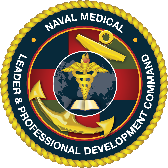 NAVAL MEDICAL
LEADER & PROFESSIONAL DEVELOPMENT COMMAND